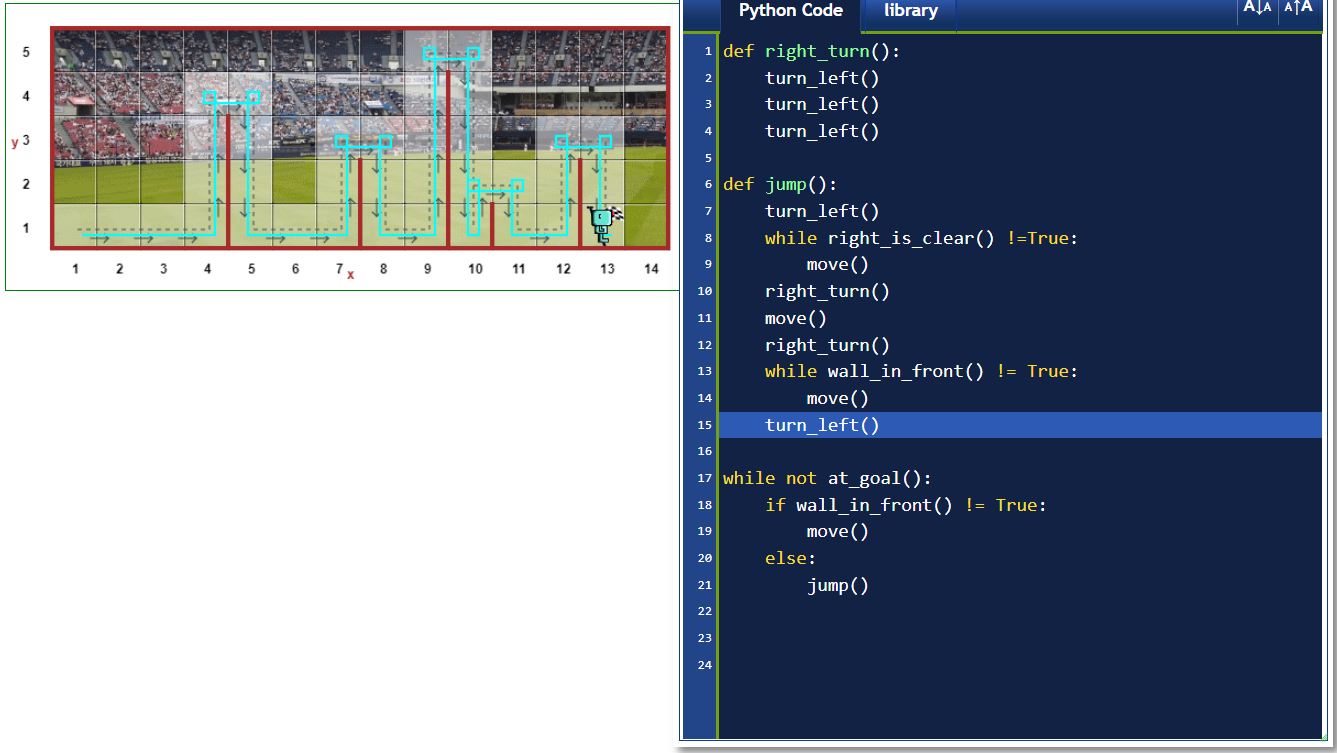 Python Code library A↓A A↑A
5
4
y 3
2
1
1 2 3 4 5 6 7 x 8 9 10 11 12 13 14
1 def right_turn():
2     turn_left()
3     turn_left()
4     turn_left()
5
6 def jump():
7     turn_left()
8     while right_is_clear() !=True:
9         move()
10     right_turn()
11     move()
12     right_turn()
13     while wall_in_front() != True:
14         move()
15     turn_left()
16
17 while not at_goal():
18     if wall_in_front() != True:
19         move()
20     else:
21         jump()
22
23
24